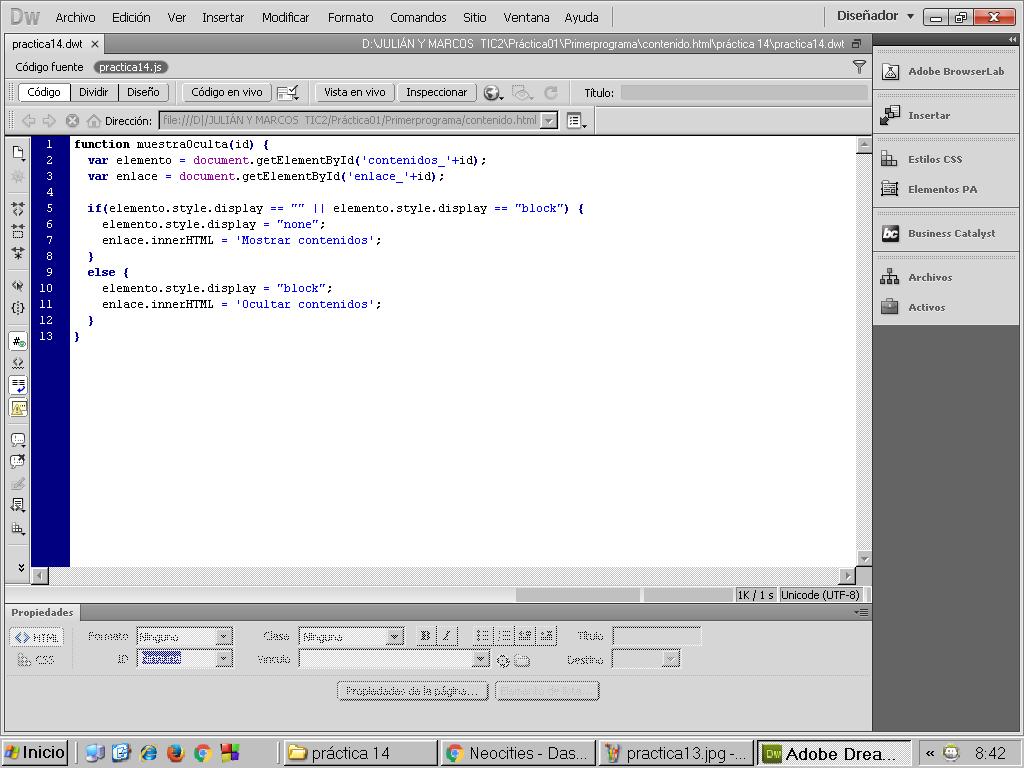 Dw Archivo Edición Ver Insertar Modificar Formato Comandos Sitio Ventana Ayuda Diseñador
practica14.dwt D:\JULIÁN Y MARCOS TIC2\Práctica01\Primerprograma\contenido.html\práctica 14\practica14.dwt
Código fuente practica14.js
Código Dividir Diseño Código en vivo Vista en vivo Inspeccionar Título:
Dirección: file:///D|/JULIÁN Y MARCOS TIC2/Práctica01/Primerprograma/contenido.html
1 function muestraOculta(id) {
2 var elemento = document.getElementById('contenidos_'+id);
3 var enlace = document.getElementById('enlace_'+id);
4
5 if(elemento.style.display == "" || elemento.style.display == "block") {
6 elemento.style.display = "none";
7 enlace.innerHTML = 'Mostrar contenidos';
8 }
9 else {
10 elemento.style.display = "block";
11 enlace.innerHTML = 'Ocultar contenidos';
12 }
13 }
Adobe BrowserLab
Insertar
Estilos CSS
Elementos PA
bc Business Catalyst
Archivos
Activos
1K / 1 s Unicode (UTF-8)
Propiedades
<> HTML Formato Ninguno Clase Ninguna B I Título
CSS ID Ninguno Vínculo Destino
Propiedades de la página... Elemento de lista...
Inicio práctica 14 Neocities - Das... practica13.jpg -... Dw Adobe Drea... « 8:42